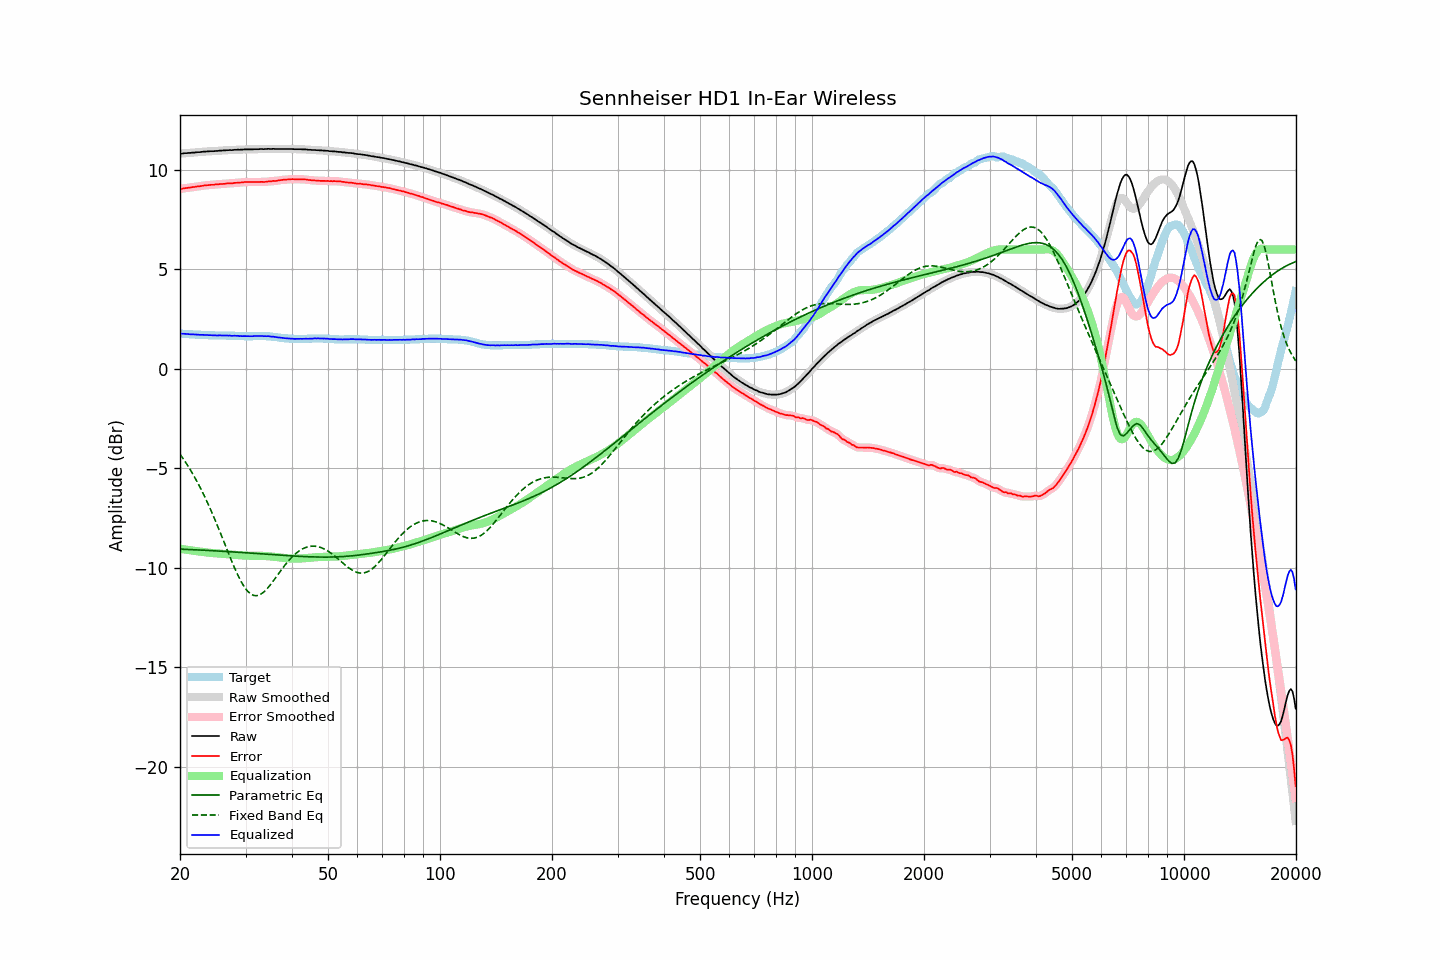 Sennheiser HD1 In-Ear Wireless
Amplitude (dBr)
10
5
0
−5
−10
−15
−20
Target
Raw Smoothed
Error Smoothed
Raw
Error
Equalization
Parametric Eq
Fixed Band Eq
Equalized
20 50 100 200 500 1000 2000 5000 10000 20000
Frequency (Hz)